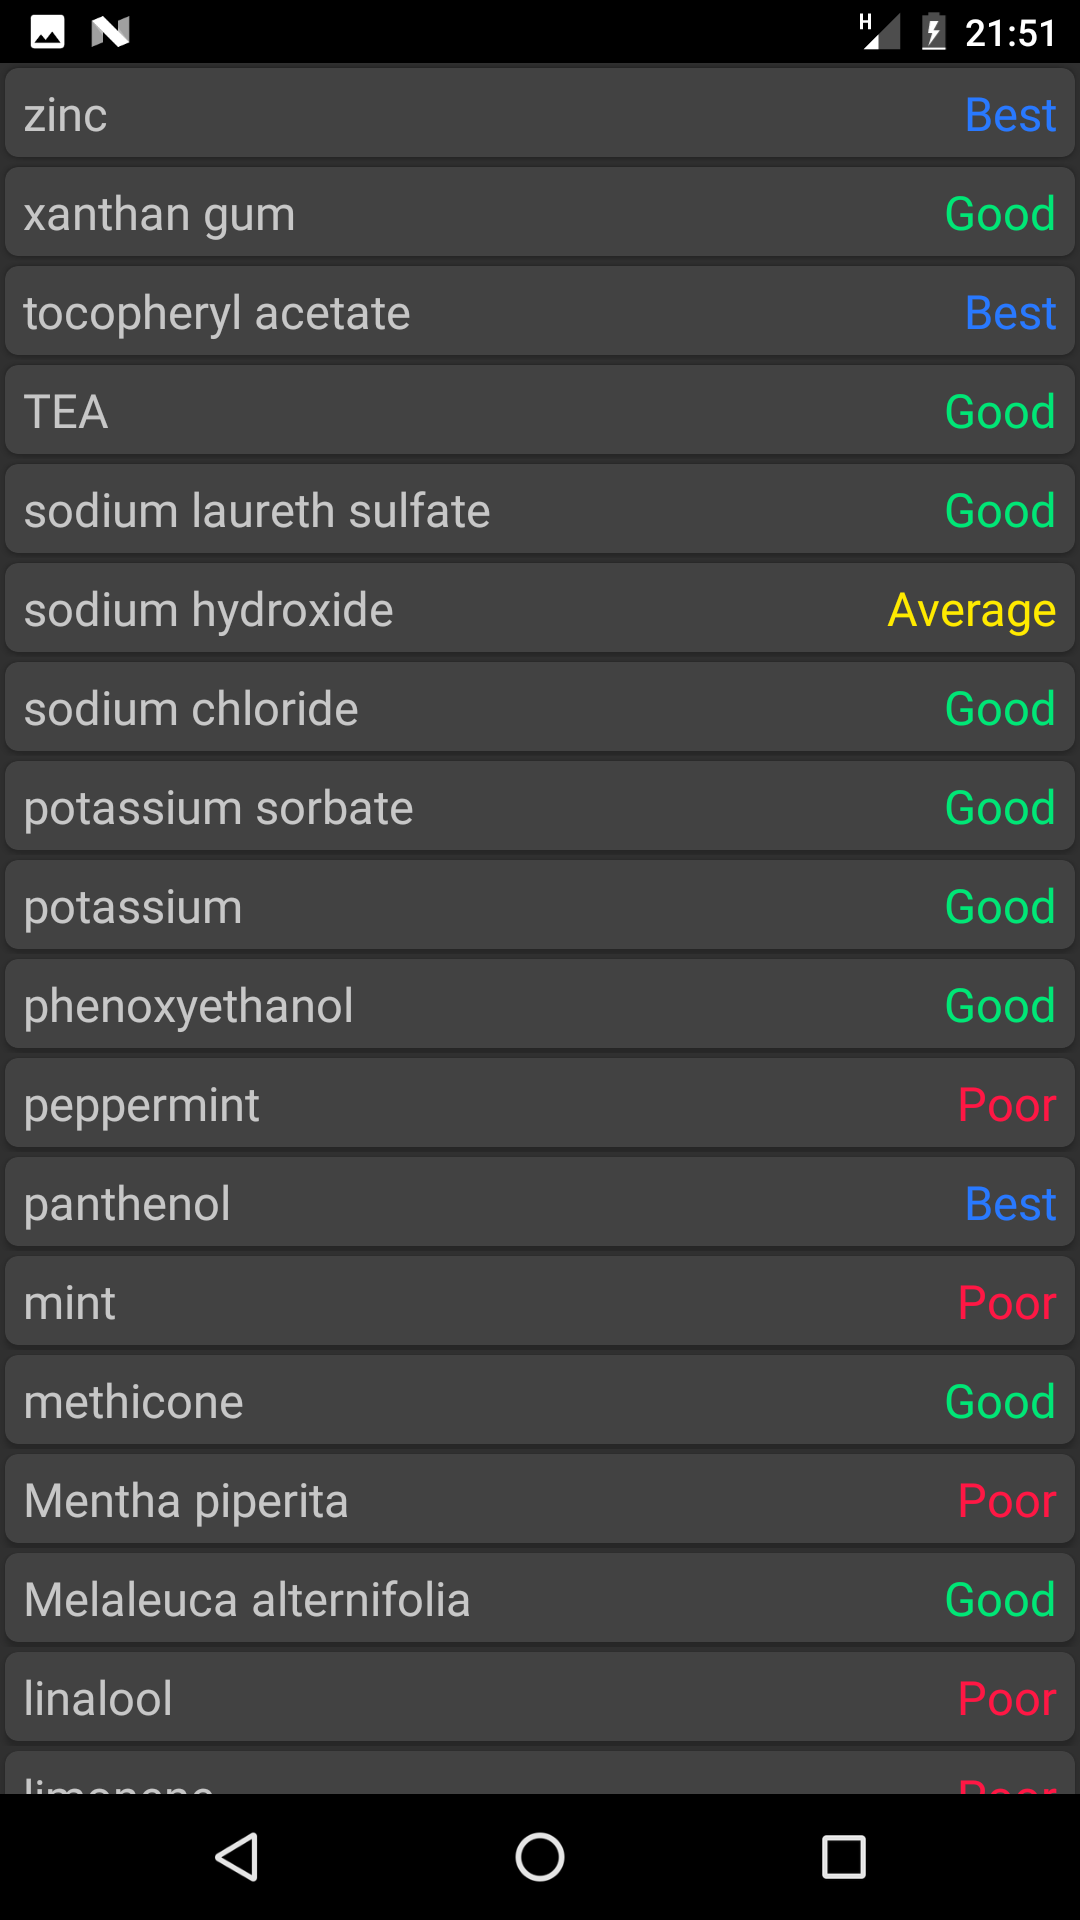 H 21:51
zinc Best
xanthan gum Good
tocopheryl acetate Best
TEA Good
sodium laureth sulfate Good
sodium hydroxide Average
sodium chloride Good
potassium sorbate Good
potassium Good
phenoxyethanol Good
peppermint Poor
panthenol Best
mint Poor
methicone Good
Mentha piperita Poor
Melaleuca alternifolia Good
linalool Poor
limonene Poor